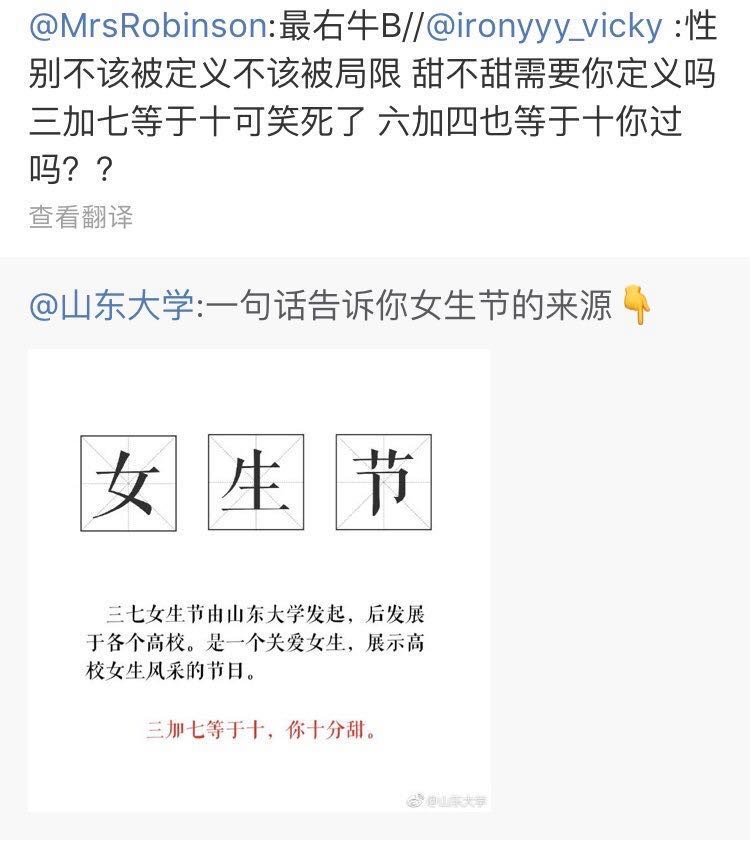 @MrsRobinson:最右牛B//@ironyyy_vicky :性
别不该被定义不该被局限 甜不甜需要你定义吗
三加七等于十可笑死了 六加四也等于十你过
吗？？
查看翻译
@山东大学:一句话告诉你女生节的来源👇
女生节
三七女生节由山东大学发起，后发展
于各个高校。是一个关爱女生，展示高
校女生风采的节日。
三加七等于十，你十分甜。
@山东大学